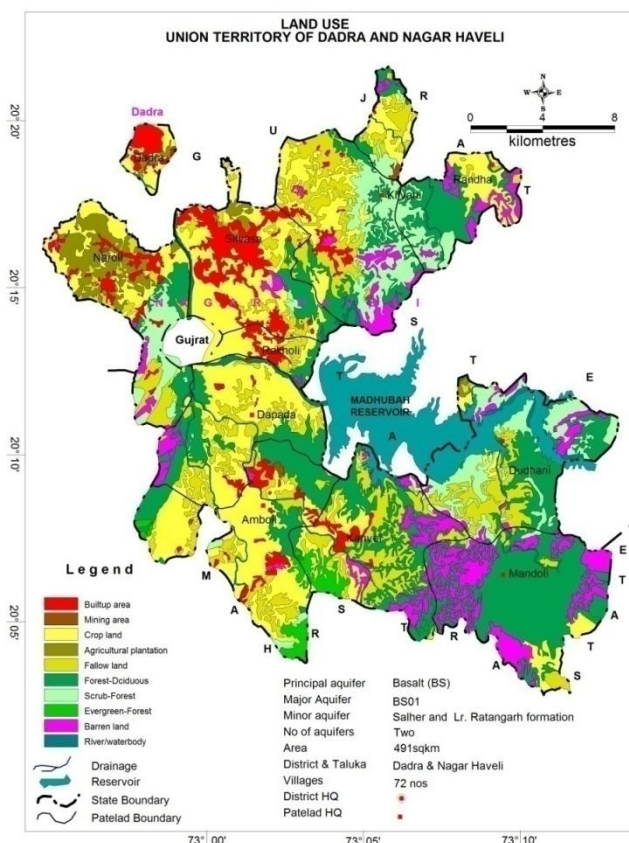 LAND USE
UNION TERRITORY OF DADRA AND NAGAR HAVELI
Dadra
Dadra
G U J R A T
N
W E
S
0 4 8
kilometres
20° 20'
20° 15'
20° 10'
20° 05'
Randha
Kilvani
Silvasa
Naroli
N A G A R H A V E L I
Gujrat
Rakholi
S T A T E
MADHUBAH
RESERVOIR
Dapada
Dudhani
Amboli
Mandoli
M A H R S T R A S T A T E
Legend
Builtup area
Mining area
Crop land
Agricultural plantation
Fallow land
Forest-Dciduous
Scrub-Forest
Evergreen-Forest
Barren land
River/waterbody
Drainage
Reservoir
State Boundary
Patelad Boundary
Principal aquifer Basalt (BS)
Major Aquifer BS01
Minor aquifer Salher and Lr. Ratangarh formation
No of aquifers Two
Area 491sqkm
District & Taluka Dadra & Nagar Haveli
Villages 72 nos
District HQ
Patelad HQ
73° 00' 73° 05' 73° 10'